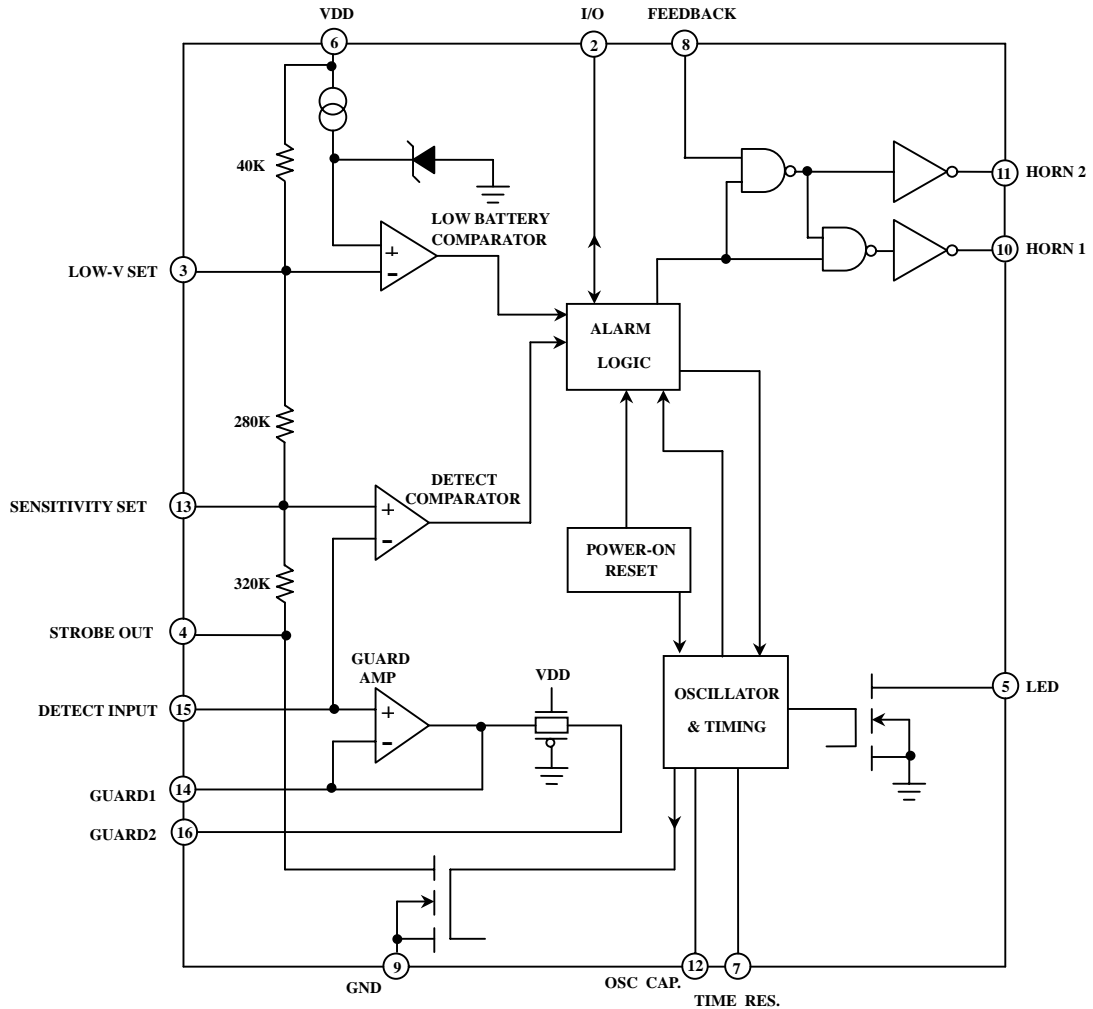 VDD
I/O
FEEDBACK
6
2
8
40K
11
HORN 2
LOW BATTERY
COMPARATOR
+
-
10
HORN 1
LOW-V SET
3
ALARM
LOGIC
280K
DETECT
COMPARATOR
SENSITIVITY SET
13
+
-
POWER-ON
RESET
320K
STROBE OUT
4
GUARD
AMP
VDD
5
LED
OSCILLATOR
& TIMING
DETECT INPUT
15
+
-
GUARD1
14
GUARD2
16
9
12
7
GND
OSC CAP.
TIME RES.